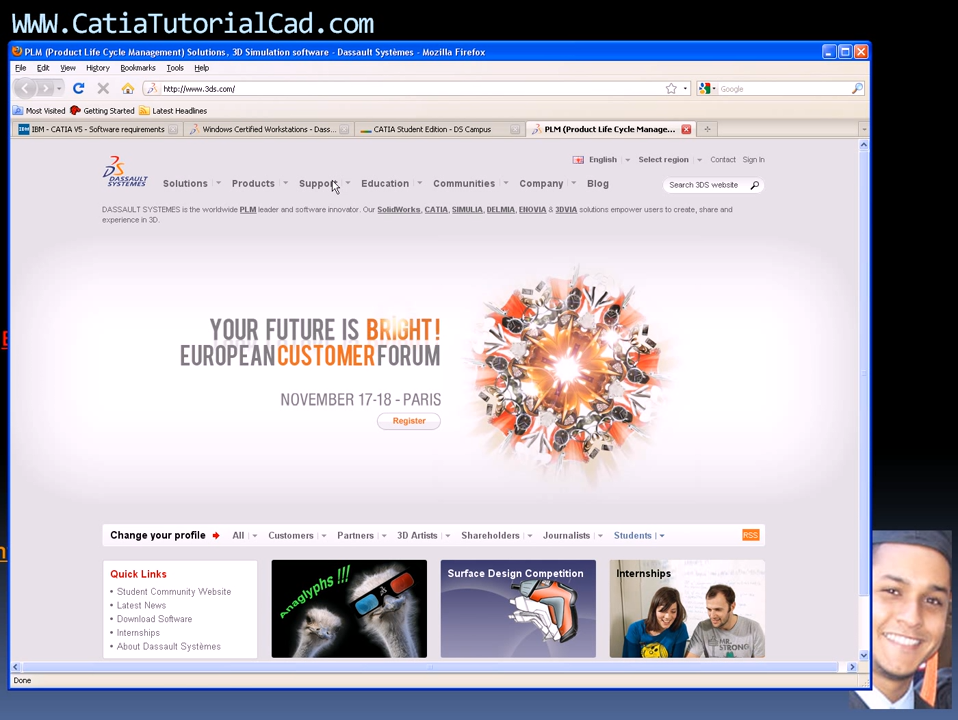 WWW.CatiaTutorialCad.com
PLM (Product Life Cycle Management) Solutions, 3D Simulation software - Dassault Systèmes - Mozilla Firefox
File Edit View History Bookmarks Tools Help
http://www.3ds.com/
Google
Most Visited Getting Started Latest Headlines
IBM - CATIA V5 - Software requirements
Windows Certified Workstations - Dass...
CATIA Student Edition - DS Campus
PLM (Product Life Cycle Manage...
English Select region Contact Sign In
DASSAULT SYSTEMES
Solutions Products Support Education Communities Company Blog
Search 3DS website
DASSAULT SYSTEMES is the worldwide PLM leader and software innovator. Our SolidWorks, CATIA, SIMULIA, DELMIA, ENOVIA & 3DVIA solutions empower users to create, share and
experience in 3D.
YOUR FUTURE IS BRIGHT!
EUROPEAN CUSTOMER FORUM
NOVEMBER 17-18 - PARIS
Register
Change your profile All Customers Partners 3D Artists Shareholders Journalists Students RSS
Quick Links
• Student Community Website
• Latest News
• Download Software
• Internships
• About Dassault Systèmes
Anaglyphs !!!
Surface Design Competition
Internships
MR. STRONG
Done